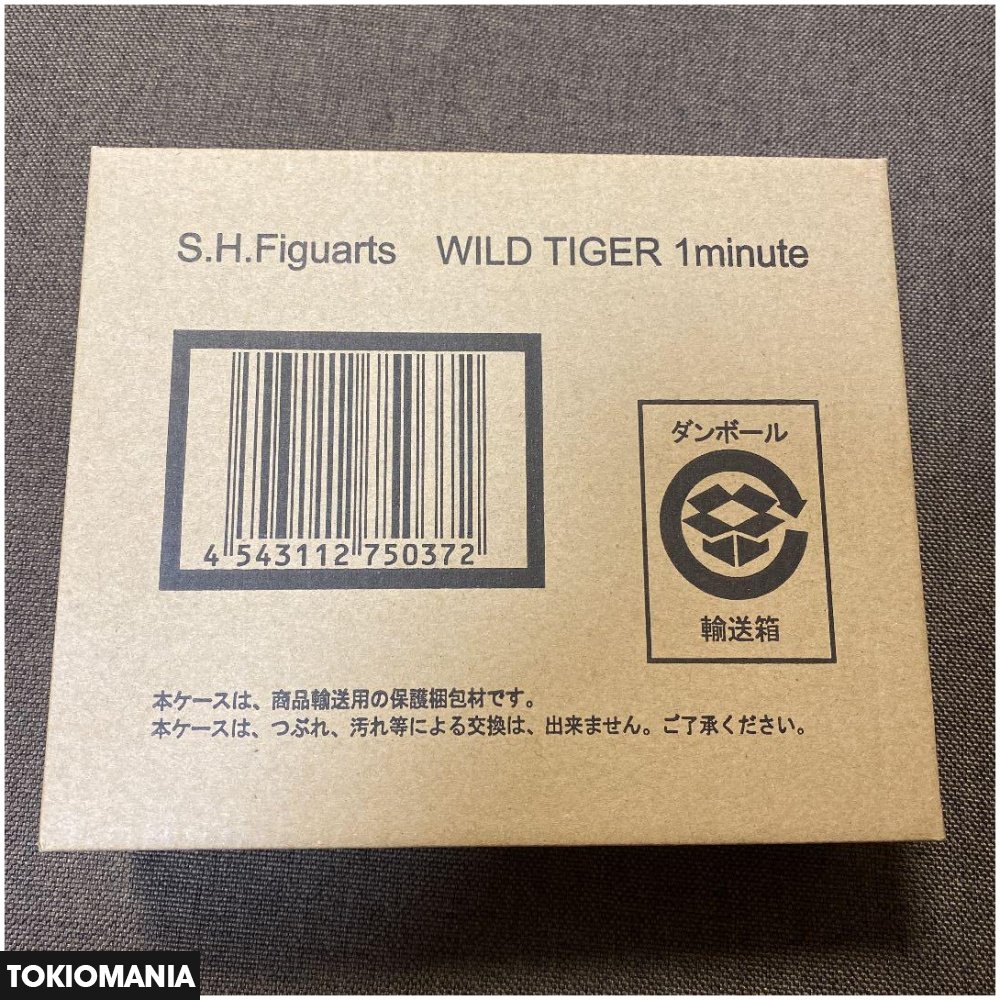 S.H.Figuarts WILD TIGER 1minute
4 543112 750372
ダンボール
輸送箱
本ケースは、商品輸送用の保護梱包材です。
本ケースは、つぶれ、汚れ等による交換は、出来ません。ご了承ください。
TOKIOMANIA